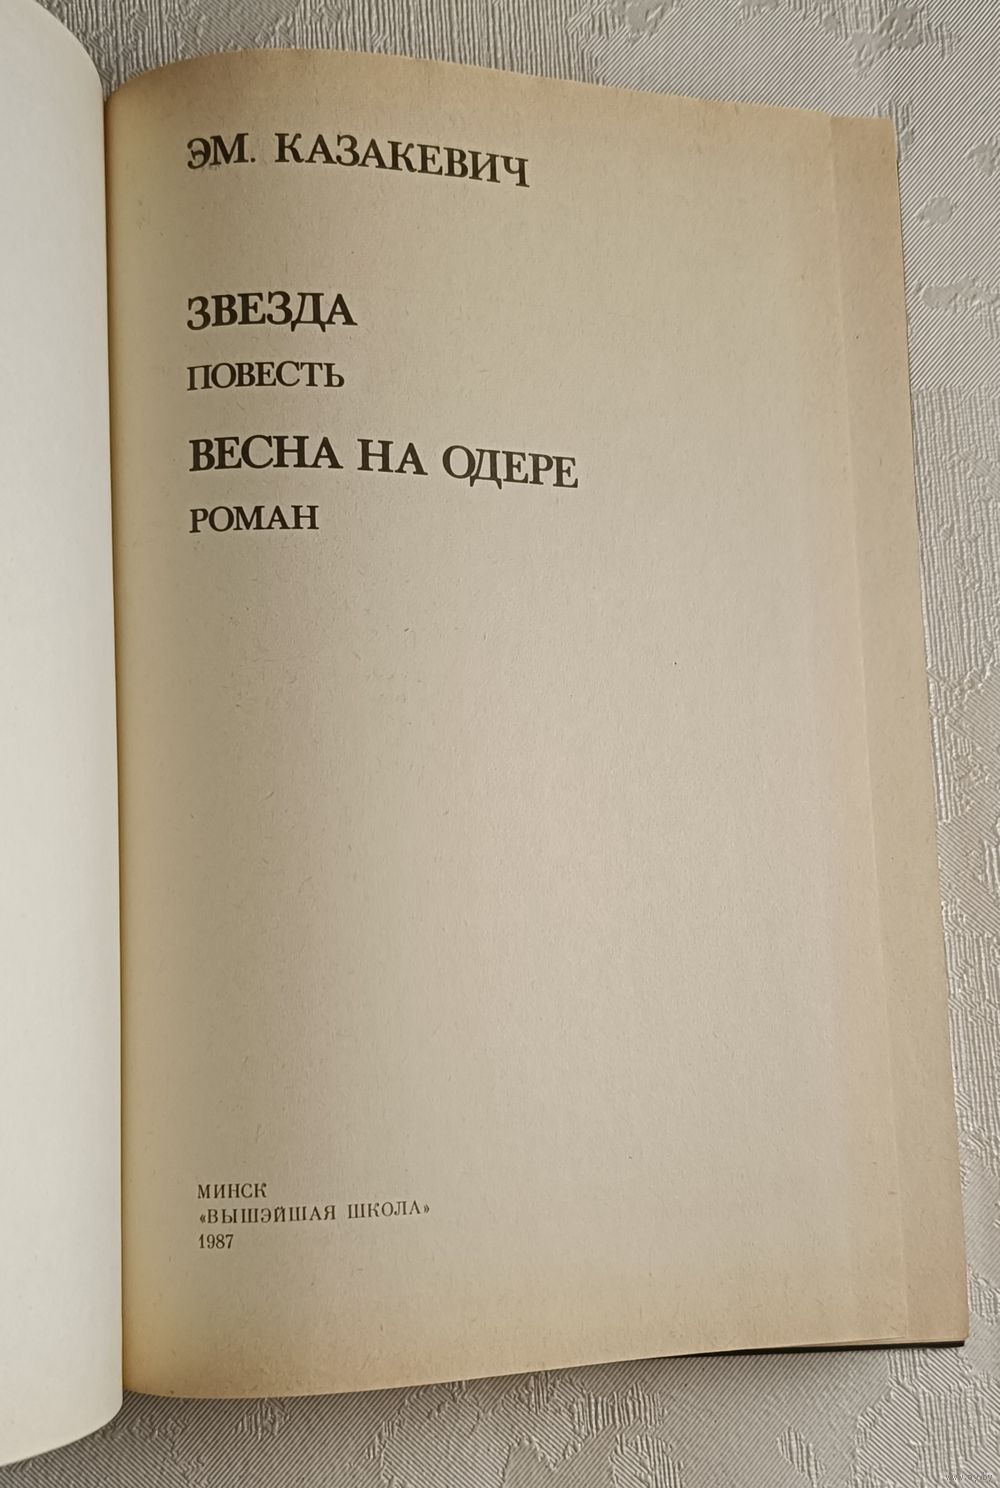 ЭМ. КАЗАКЕВИЧ
ЗВЕЗДА
ПОВЕСТЬ
ВЕСНА НА ОДЕРЕ
РОМАН
МИНСК
«ВЫШЭЙШАЯ ШКОЛА»
1987